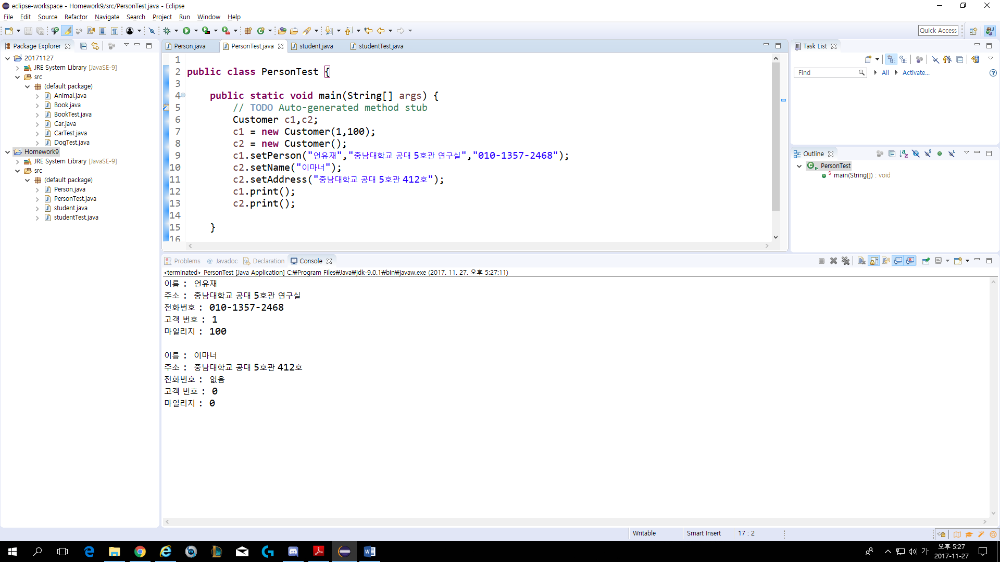 eclipse-workspace - Homework9/src/PersonTest.java - Eclipse
File Edit Source Refactor Navigate Search Project Run Window Help
Quick Access
Package Explorer
20171127
JRE System Library [JavaSE-9]
src
(default package)
Animal.java
Book.java
BookTest.java
Car.java
CarTest.java
DogTest.java
Homework9
JRE System Library [JavaSE-9]
src
(default package)
Person.java
PersonTest.java
student.java
studentTest.java
Person.java PersonTest.java student.java studentTest.java
1
2 public class PersonTest {
3
4 public static void main(String[] args) {
5 // TODO Auto-generated method stub
6 Customer c1,c2;
7 c1 = new Customer(1,100);
8 c2 = new Customer();
9 c1.setPerson("언유재","충남대학교 공대 5호관 연구실","010-1357-2468");
10 c2.setName("이마너");
11 c2.setAddress("충남대학교 공대 5호관 412호");
12 c1.print();
13 c2.print();
14
15 }
16
Task List
Find
All
Activate...
Outline
PersonTest
main(String[]) : void
Problems Javadoc Declaration Console
<terminated> PersonTest [Java Application] C:₩Program Files₩Java₩jdk-9.0.1₩bin₩javaw.exe (2017. 11. 27. 오후 5:27:11)
이름 : 언유재
주소 : 충남대학교 공대 5호관 연구실
전화번호 : 010-1357-2468
고객 번호 : 1
마일리지 : 100
이름 : 이마너
주소 : 충남대학교 공대 5호관 412호
전화번호 : 없음
고객 번호 : 0
마일리지 : 0
Writable
Smart Insert
17 : 2
가
오후 5:27
2017-11-27